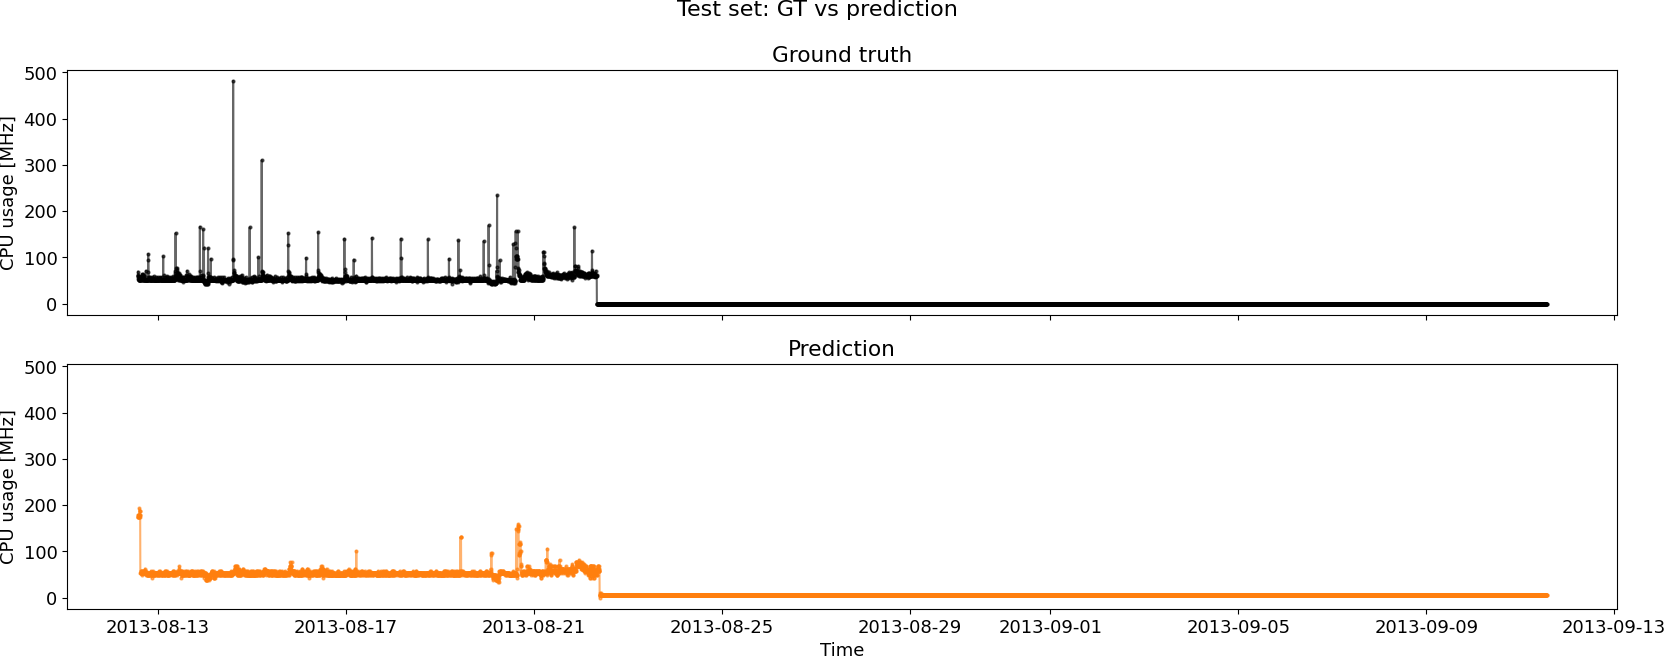 Test set: GT vs prediction
Ground truth
CPU usage [MHz]
500
400
300
200
100
0
Prediction
CPU usage [MHz]
500
400
300
200
100
0
2013-08-13 2013-08-17 2013-08-21 2013-08-25 2013-08-29 2013-09-01 2013-09-05 2013-09-09 2013-09-13
Time